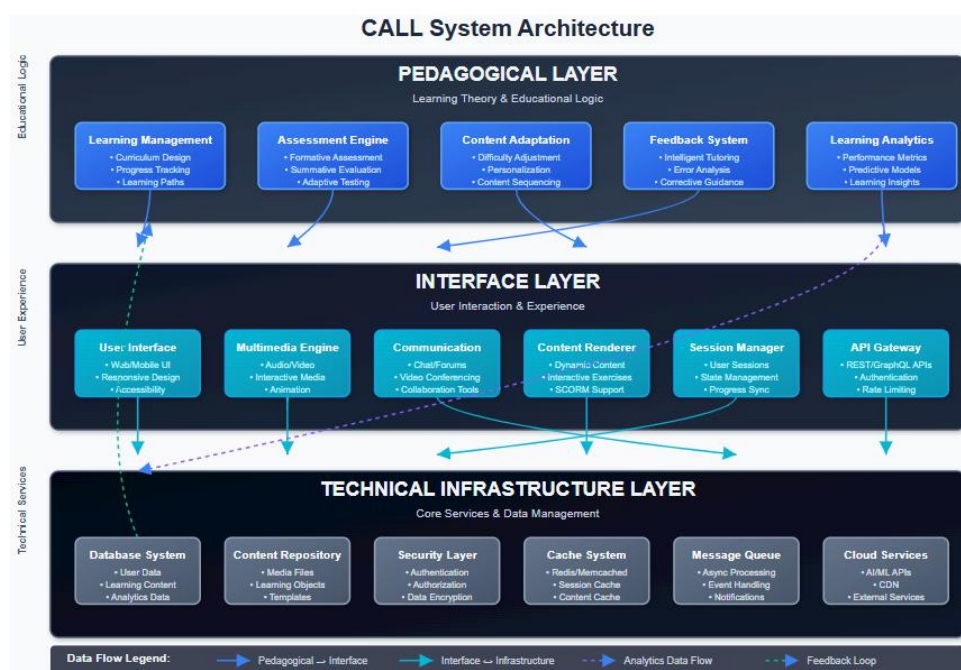 CALL System Architecture
Educational Logic
PEDAGOGICAL LAYER
Learning Theory & Educational Logic
Learning Management
• Curriculum Design
• Progress Tracking
• Learning Paths
Assessment Engine
• Formative Assessment
• Summative Evaluation
• Adaptive Testing
Content Adaptation
• Difficulty Adjustment
• Personalization
• Content Sequencing
Feedback System
• Intelligent Tutoring
• Error Analysis
• Corrective Guidance
Learning Analytics
• Performance Metrics
• Predictive Models
• Learning Insights
User Experience
INTERFACE LAYER
User Interaction & Experience
User Interface
• Web/Mobile UI
• Responsive Design
• Accessibility
Multimedia Engine
• Audio/Video
• Interactive Media
• Animation
Communication
• Chat/Forums
• Video Conferencing
• Collaboration Tools
Content Renderer
• Dynamic Content
• Interactive Exercises
• SCORM Support
Session Manager
• User Sessions
• State Management
• Progress Sync
API Gateway
• REST/GraphQL APIs
• Authentication
• Rate Limiting
Technical Services
TECHNICAL INFRASTRUCTURE LAYER
Core Services & Data Management
Database System
• User Data
• Learning Content
• Analytics Data
Content Repository
• Media Files
• Learning Objects
• Templates
Security Layer
• Authentication
• Authorization
• Data Encryption
Cache System
• Redis/Memcached
• Session Cache
• Content Cache
Message Queue
• Async Processing
• Event Handling
• Notifications
Cloud Services
• AI/ML APIs
• CDN
• External Services
Data Flow Legend:
Pedagogical ↔ Interface
Interface ↔ Infrastructure
Analytics Data Flow
Feedback Loop